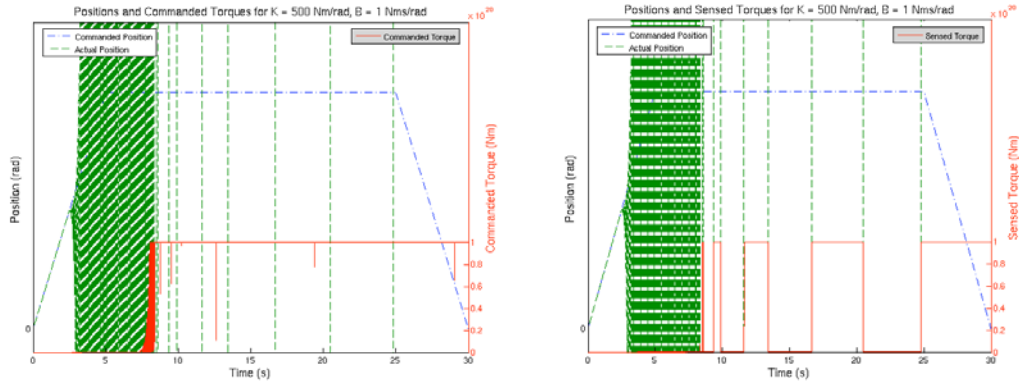 Positions and Commanded Torques for K = 500 Nm/rad, B = 1 Nms/rad
x 10^20
Commanded Position
Actual Position
Commanded Torque
Position (rad)
Commanded Torque (Nm)
1
0.8
0.6
0.4
0.2
0
0
0 5 10 15 20 25 30
Time (s)
Positions and Sensed Torques for K = 500 Nm/rad, B = 1 Nms/rad
x 10^20
Commanded Position
Actual Position
Sensed Torque
Position (rad)
Sensed Torque (Nm)
1
0.8
0.6
0.4
0.2
0
0
0 5 10 15 20 25 30
Time (s)